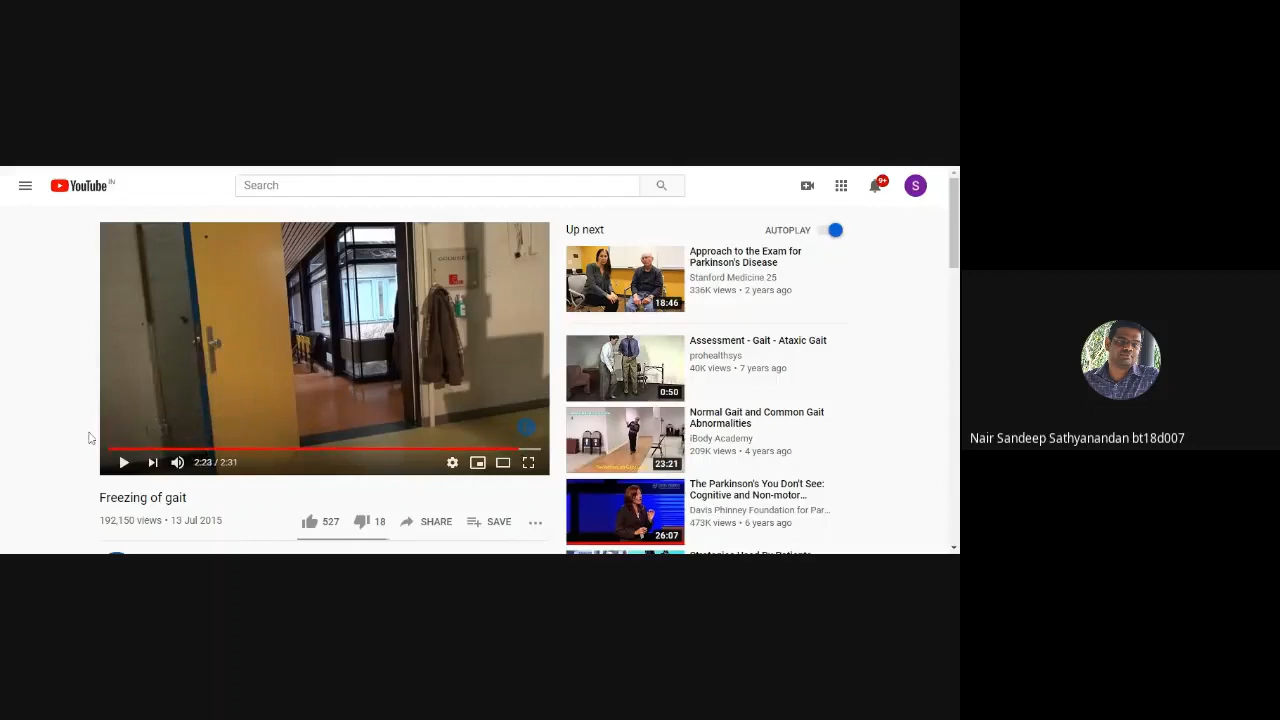 YouTube IN
Search
9+
S
Up next
AUTOPLAY
Approach to the Exam for
Parkinson's Disease
Stanford Medicine 25
336K views • 2 years ago
18:46
Assessment - Gait - Ataxic Gait
prohealthsys
40K views • 7 years ago
0:50
Normal Gait and Common Gait
Abnormalities
iBody Academy
209K views • 4 years ago
23:21
The Parkinson's You Don't See:
Cognitive and Non-motor...
Davis Phinney Foundation for Par...
473K views • 6 years ago
26:07
2:23 / 2:31
Freezing of gait
192,150 views • 13 Jul 2015
527
18
SHARE
SAVE
Nair Sandeep Sathyanandan bt18d007